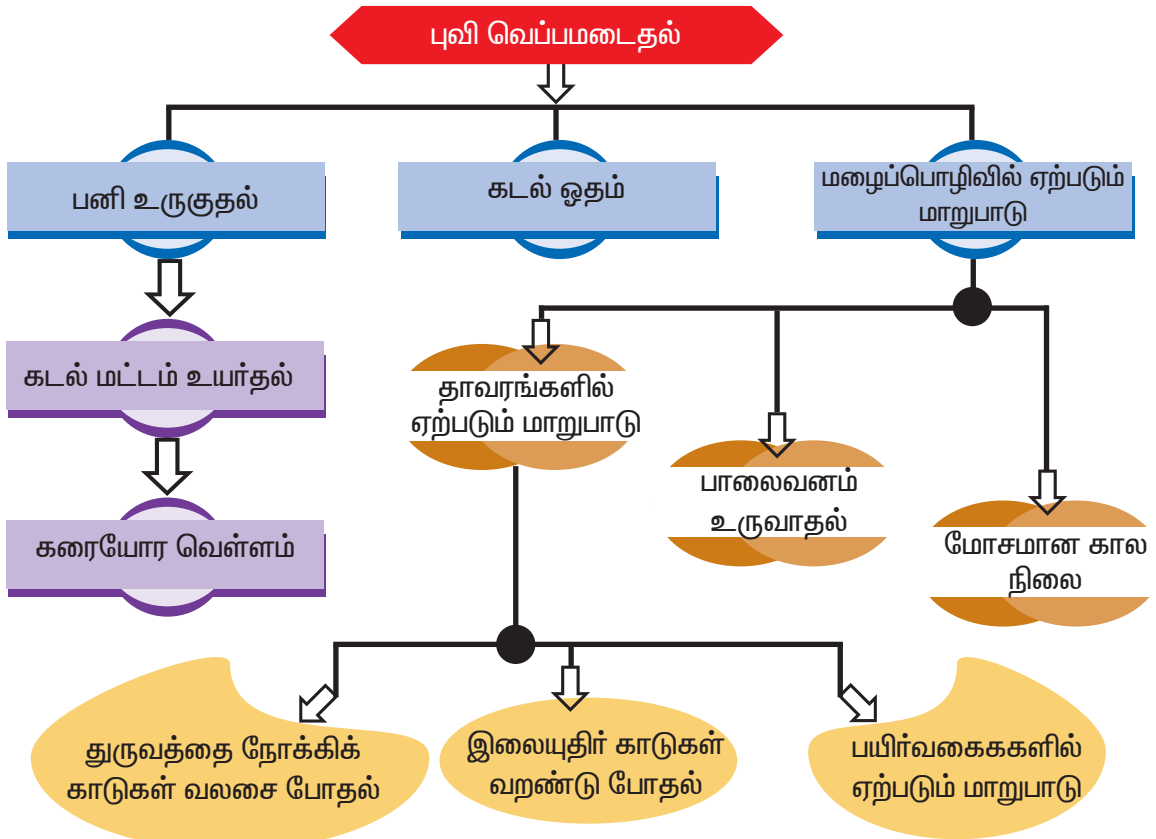 புவி வெப்பமடைதல்
பனி உருகுதல்
கடல் ஓதம்
மழைப்பொழிவில் ஏற்படும்
மாறுபாடு
கடல் மட்டம் உயர்தல்
தாவரங்களில்
ஏற்படும் மாறுபாடு
பாலைவனம்
உருவாதல்
கரையோர வெள்ளம்
மோசமான கால
நிலை
துருவத்தை நோக்கிக்
காடுகள் வலசை போதல்
இலையுதிர் காடுகள்
வறண்டு போதல்
பயிர்வகைககளில்
ஏற்படும் மாறுபாடு